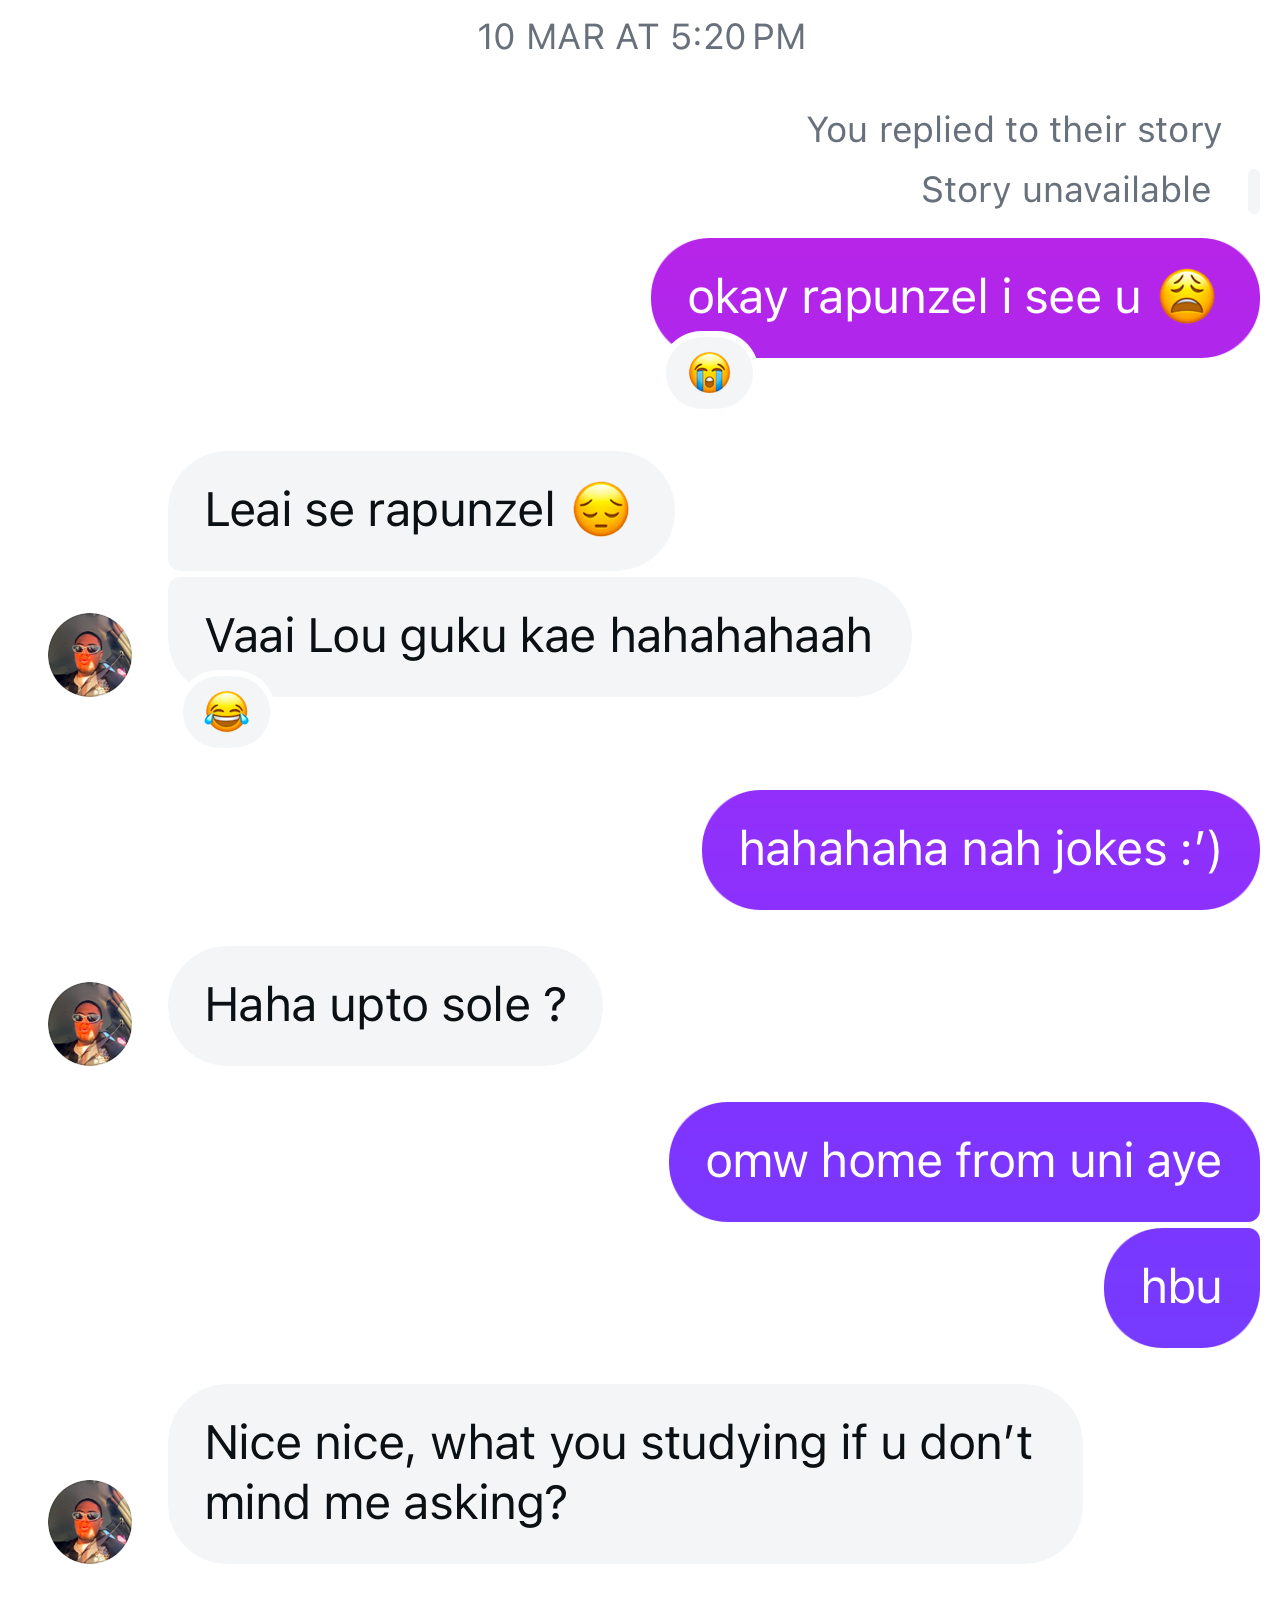 10 MAR AT 5:20 PM
You replied to their story
Story unavailable
okay rapunzel i see u 😩
😭
Leai se rapunzel 😔
Vaai Lou guku kae hahahahaah
😂
hahahaha nah jokes :’)
Haha upto sole ?
omw home from uni aye
hbu
Nice nice, what you studying if u don’t
mind me asking?